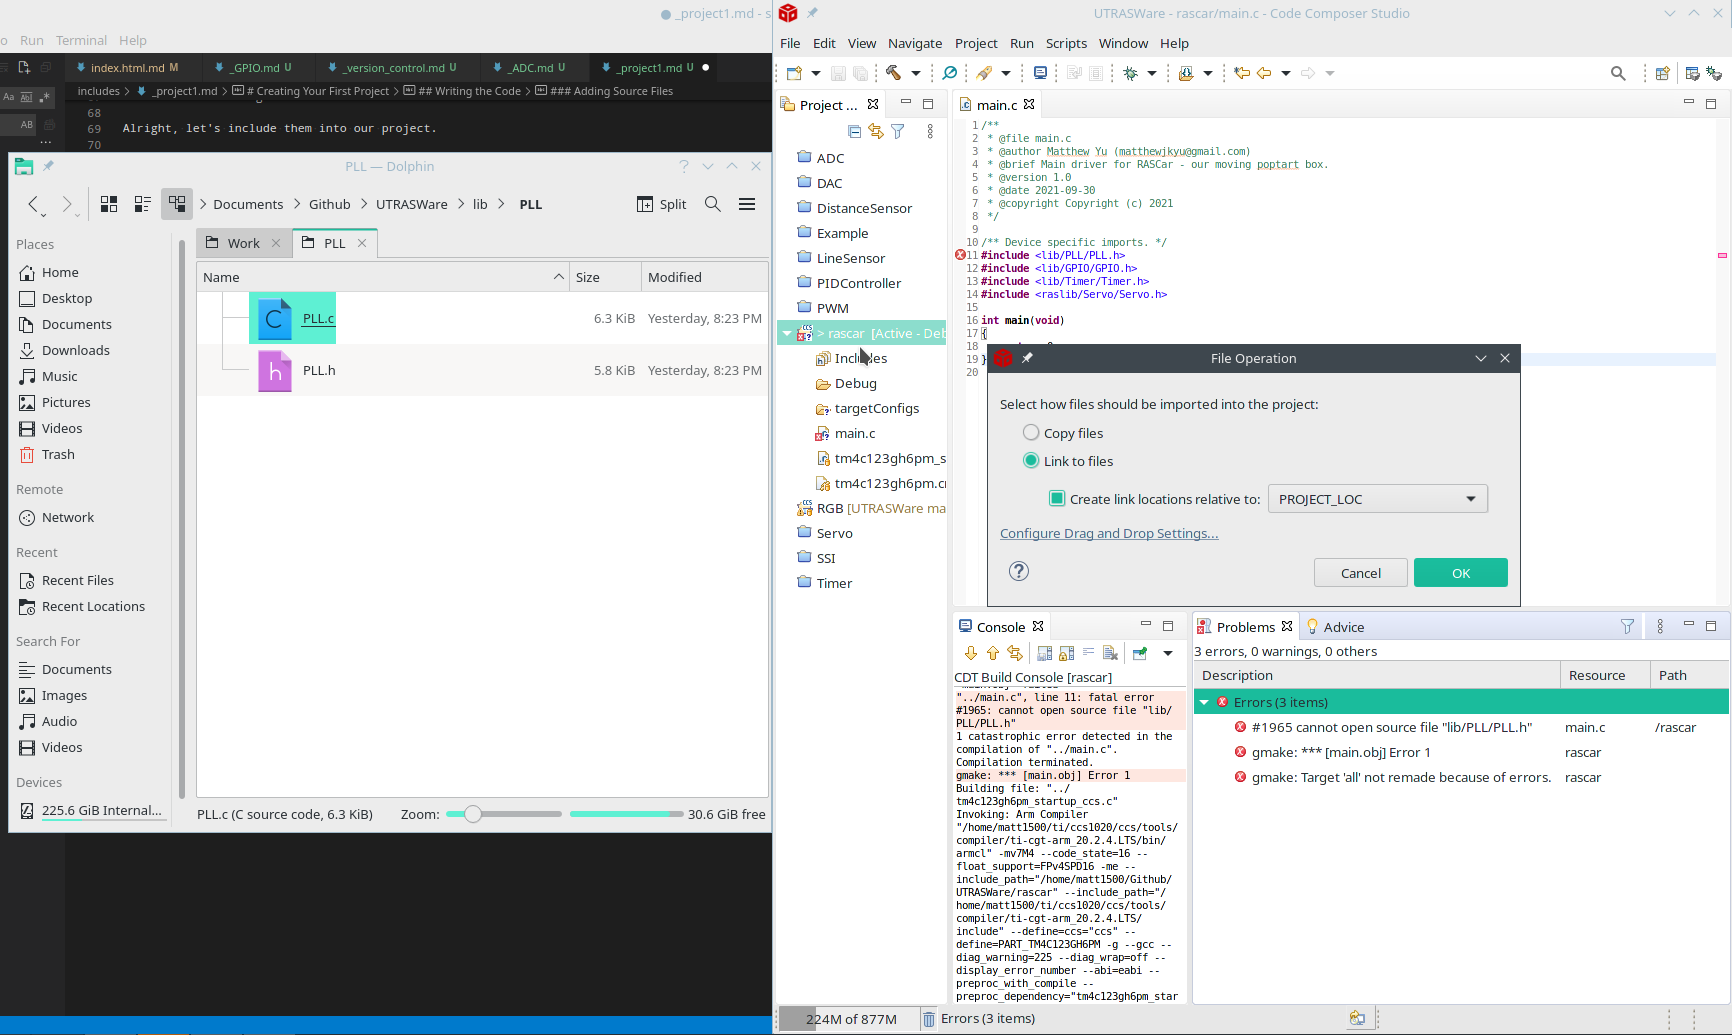 _project1.md - s
Run Terminal Help
index.html.md M
_GPIO.md U
_version_control.md U
_ADC.md U
_project1.md U
includes > _project1.md > # Creating Your First Project > ## Writing the Code > ### Adding Source Files
68
69 Alright, let's include them into our project.
70
PLL — Dolphin
Documents > Github > UTRASWare > lib > PLL
Split
Places
Home
Desktop
Documents
Downloads
Music
Pictures
Videos
Trash
Remote
Network
Recent
Recent Files
Recent Locations
Search For
Documents
Images
Audio
Videos
Devices
225.6 GiB Internal...
Work
PLL
Name Size Modified
PLL.c 6.3 KiB Yesterday, 8:23 PM
PLL.h 5.8 KiB Yesterday, 8:23 PM
PLL.c (C source code, 6.3 KiB)
Zoom:
30.6 GiB free
UTRASWare - rascar/main.c - Code Composer Studio
File Edit View Navigate Project Run Scripts Window Help
Project ...
ADC
DAC
DistanceSensor
Example
LineSensor
PIDController
PWM
> rascar [Active - Deb
Includes
Debug
targetConfigs
main.c
tm4c123gh6pm_s
tm4c123gh6pm.c
RGB [UTRASWare ma
Servo
SSI
Timer
main.c
1 /**
2 * @file main.c
3 * @author Matthew Yu (matthewjkyu@gmail.com)
4 * @brief Main driver for RASCar - our moving poptart box.
5 * @version 1.0
6 * @date 2021-09-30
7 * @copyright Copyright (c) 2021
8 */
9
10 /** Device specific imports. */
11 #include <lib/PLL/PLL.h>
12 #include <lib/GPIO/GPIO.h>
13 #include <lib/Timer/Timer.h>
14 #include <raslib/Servo/Servo.h>
15
16 int main(void)
17 {
18
19 }
20
File Operation
Select how files should be imported into the project:
Copy files
Link to files
Create link locations relative to: PROJECT_LOC
Configure Drag and Drop Settings...
Cancel
OK
Console
CDT Build Console [rascar]
"../main.c", line 11: fatal error
#1965: cannot open source file "lib/
PLL/PLL.h"
1 catastrophic error detected in the
compilation of "../main.c".
Compilation terminated.
gmake: *** [main.obj] Error 1
Building file: "../
tm4c123gh6pm_startup_ccs.c"
Invoking: Arm Compiler
"/home/matt1500/ti/ccs1020/ccs/tools/
compiler/ti-cgt-arm_20.2.4.LTS/bin/
armcl" -mv7M4 --code_state=16 --
float_support=FPv4SPD16 -me --
include_path="/home/matt1500/Github/
UTRASWare/rascar" --include_path="/
home/matt1500/ti/ccs1020/ccs/tools/
compiler/ti-cgt-arm_20.2.4.LTS/
include" --define=ccs="ccs" --
define=PART_TM4C123GH6PM -g --gcc --
diag_warning=225 --diag_wrap=off --
display_error_number --abi=eabi --
preproc_with_compile --
preproc_dependency="tm4c123gh6pm_star
Problems
Advice
3 errors, 0 warnings, 0 others
Description Resource Path
Errors (3 items)
#1965 cannot open source file "lib/PLL/PLL.h" main.c /rascar
gmake: *** [main.obj] Error 1 rascar
gmake: Target 'all' not remade because of errors. rascar
224M of 877M
Errors (3 items)